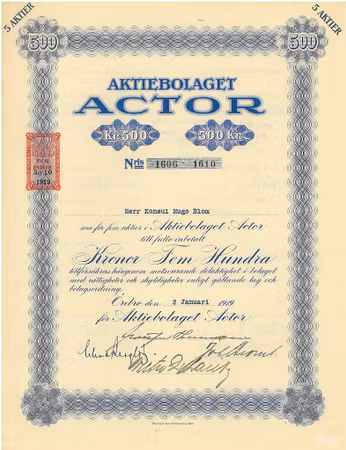 5 AKTIER
5 AKTIER
500
500
AKTIEBOLAGET
ACTOR
Kr. 500
500 Kr.
Nris 1606 - 1610
1919
Herr Konsul Hugo Blom
som för fem aktier i Aktiebolaget Actor
till fullo inbetalt
Kronor Fem Hundra
tillförsäkras härigenom motsvarande delaktighet i bolaget
med rättigheter och skyldigheter enligt gällande lag och
bolagsordning.
Örebro den 2 Januari 1919
för Aktiebolaget Actor